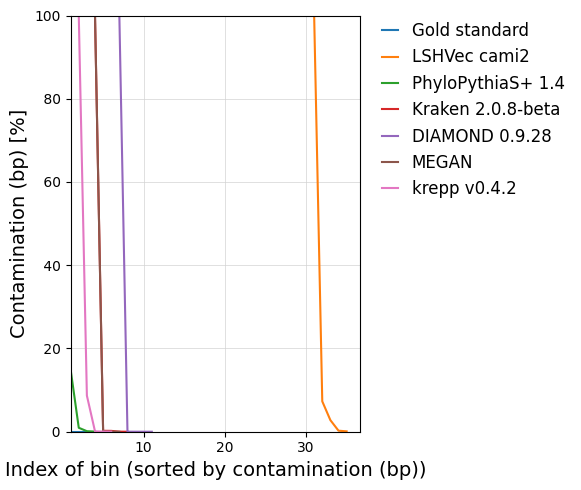 100
80
60
40
20
0
10
20
30
Contamination (bp) [%]
Index of bin (sorted by contamination (bp))
Gold standard
LSHVec cami2
PhyloPythiaS+ 1.4
Kraken 2.0.8-beta
DIAMOND 0.9.28
MEGAN
krepp v0.4.2